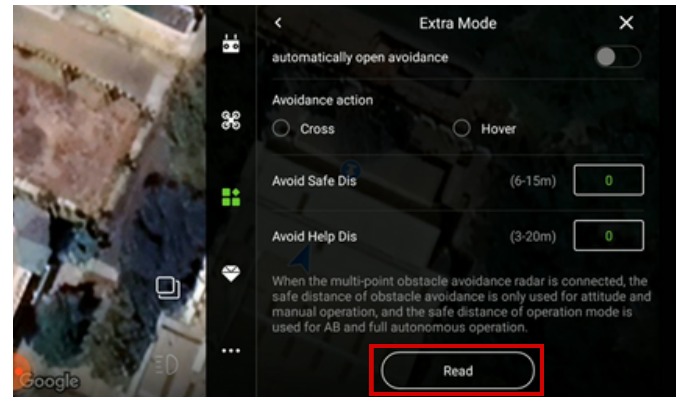 Extra Mode
automatically open avoidance
Avoidance action
Cross
Hover
Avoid Safe Dis (6-15m) 0
Avoid Help Dis (3-20m) 0
When the multi-point obstacle avoidance radar is connected, the
safe distance of obstacle avoidance is only used for attitude and
manual operation, and the safe distance of operation mode is
used for AB and full autonomous operation.
Read
Google